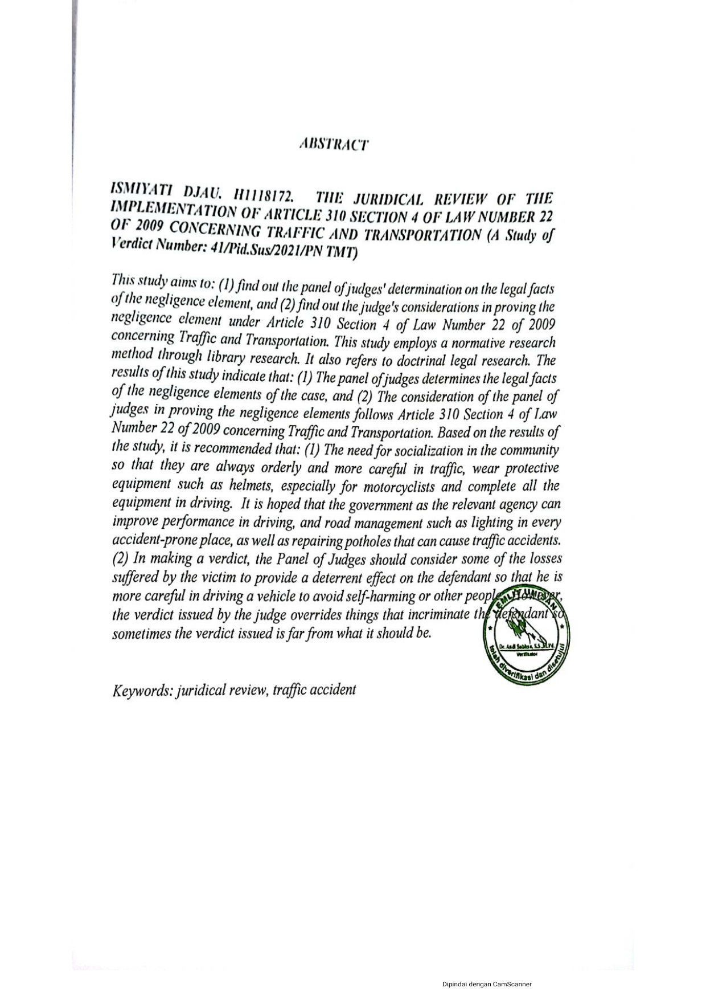 ABSTRACT
ISMIYATI DJAU. H1118172. THE JURIDICAL REVIEW OF THE
IMPLEMENTATION OF ARTICLE 310 SECTION 4 OF LAW NUMBER 22
OF 2009 CONCERNING TRAFFIC AND TRANSPORTATION (A Study of
Verdict Number: 41/Pid.Sus/2021/PN TMT)
This study aims to: (1) find out the panel of judges' determination on the legal facts
of the negligence element, and (2) find out the judge's considerations in proving the
negligence element under Article 310 Section 4 of Law Number 22 of 2009
concerning Traffic and Transportation. This study employs a normative research
method through library research. It also refers to doctrinal legal research. The
results of this study indicate that: (1) The panel of judges determines the legal facts
of the negligence elements of the case, and (2) The consideration of the panel of
judges in proving the negligence elements follows Article 310 Section 4 of Law
Number 22 of 2009 concerning Traffic and Transportation. Based on the results of
the study, it is recommended that: (1) The need for socialization in the community
so that they are always orderly and more careful in traffic, wear protective
equipment such as helmets, especially for motorcyclists and complete all the
equipment in driving. It is hoped that the government as the relevant agency can
improve performance in driving, and road management such as lighting in every
accident-prone place, as well as repairing potholes that can cause traffic accidents.
(2) In making a verdict, the Panel of Judges should consider some of the losses
suffered by the victim to provide a deterrent effect on the defendant so that he is
more careful in driving a vehicle to avoid self-harming or other people. However,
the verdict issued by the judge overrides things that incriminate the defendant so
sometimes the verdict issued is far from what it should be.
LEMLIT UNISAN
Verifikator
telah diverifikasi dan disetujui
Keywords: juridical review, traffic accident
Dipindai dengan CamScanner